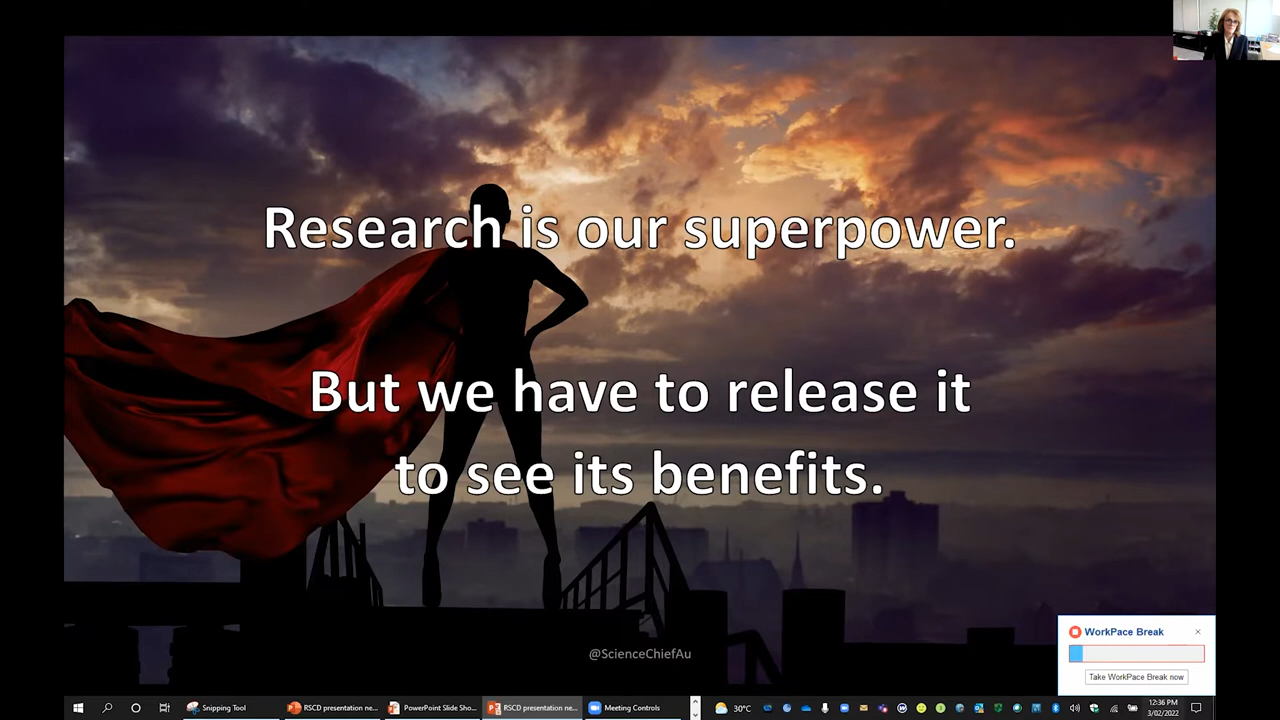 Research is our superpower.
But we have to release it
to see its benefits.
@ScienceChiefAu
WorkPace Break
Take WorkPace Break now
Snipping Tool
RSCD presentation ne...
PowerPoint Slide Sho...
RSCD presentation ne...
Meeting Controls
30°C
12:36 PM
3/02/2022